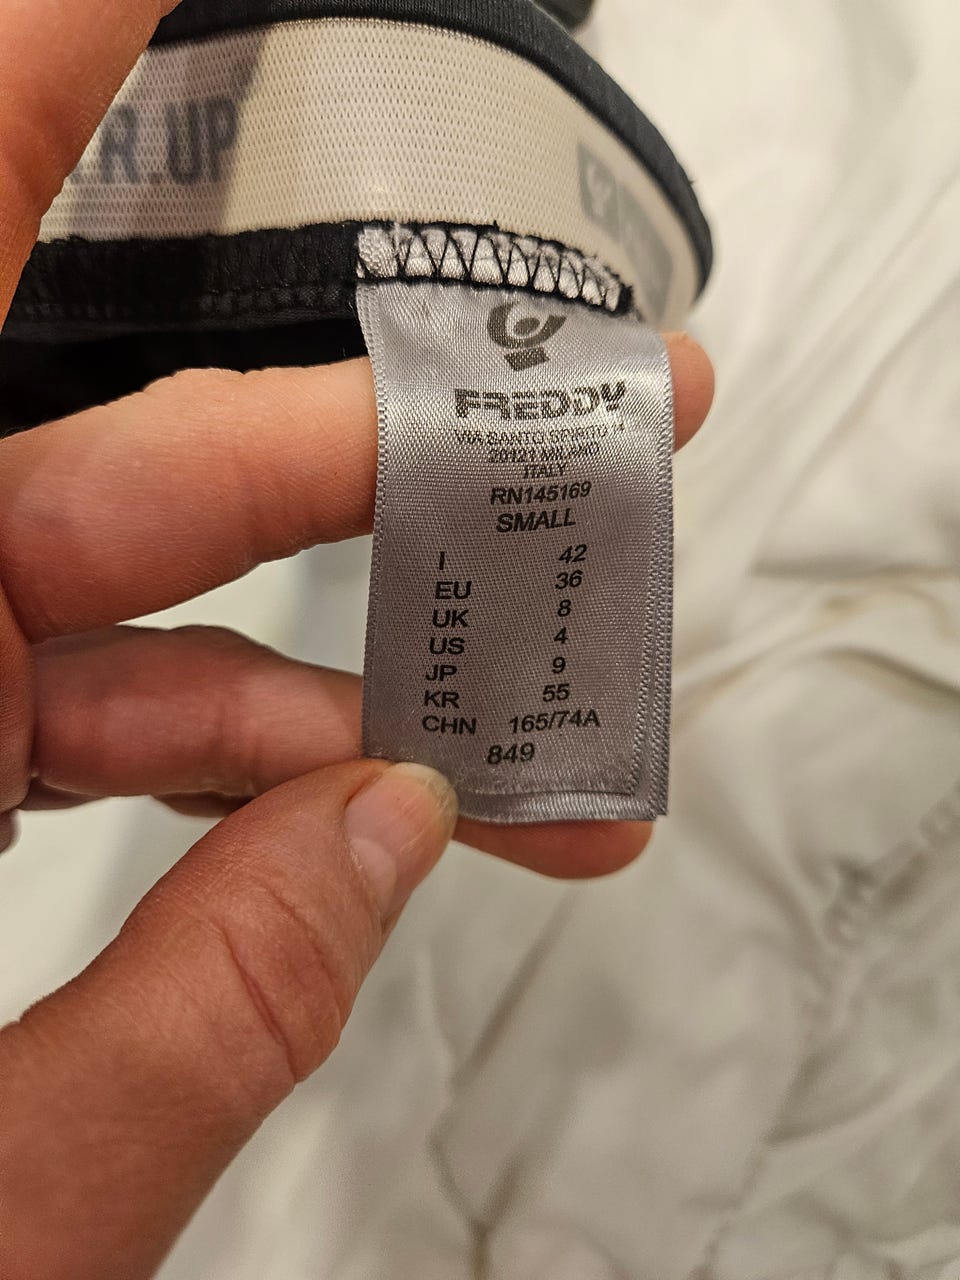 R.UP
FREDDY
VIA SANTO SPIRITO 14
20121 MILANO
ITALY
RN145169
SMALL
I 42
EU 36
UK 8
US 4
JP 9
KR 55
CHN 165/74A
849